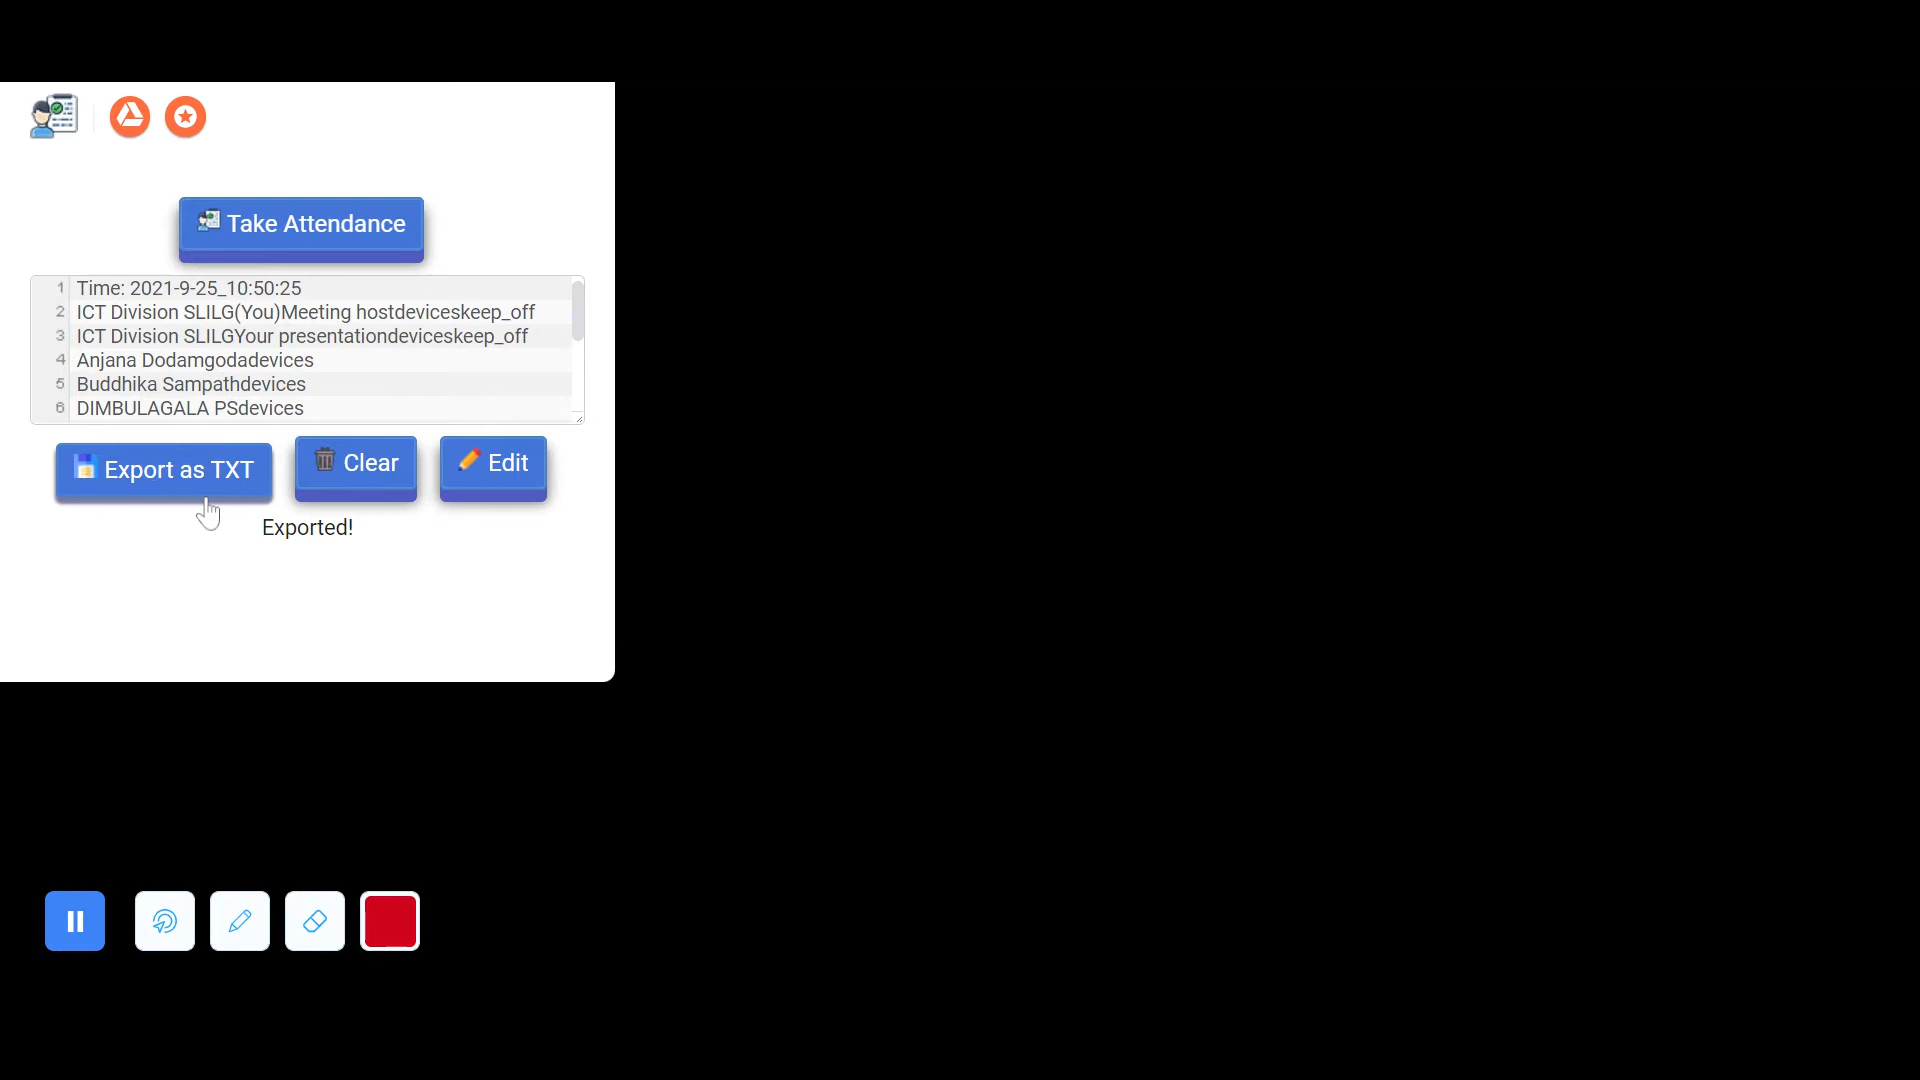 Take Attendance
1 Time: 2021-9-25_10:50:25
2 ICT Division SLILG(You)Meeting hostdeviceskeep_off
3 ICT Division SLILGYour presentationdeviceskeep_off
4 Anjana Dodamgodadevices
5 Buddhika Sampathdevices
6 DIMBULAGALA PSdevices
Export as TXT Clear Edit
Exported!